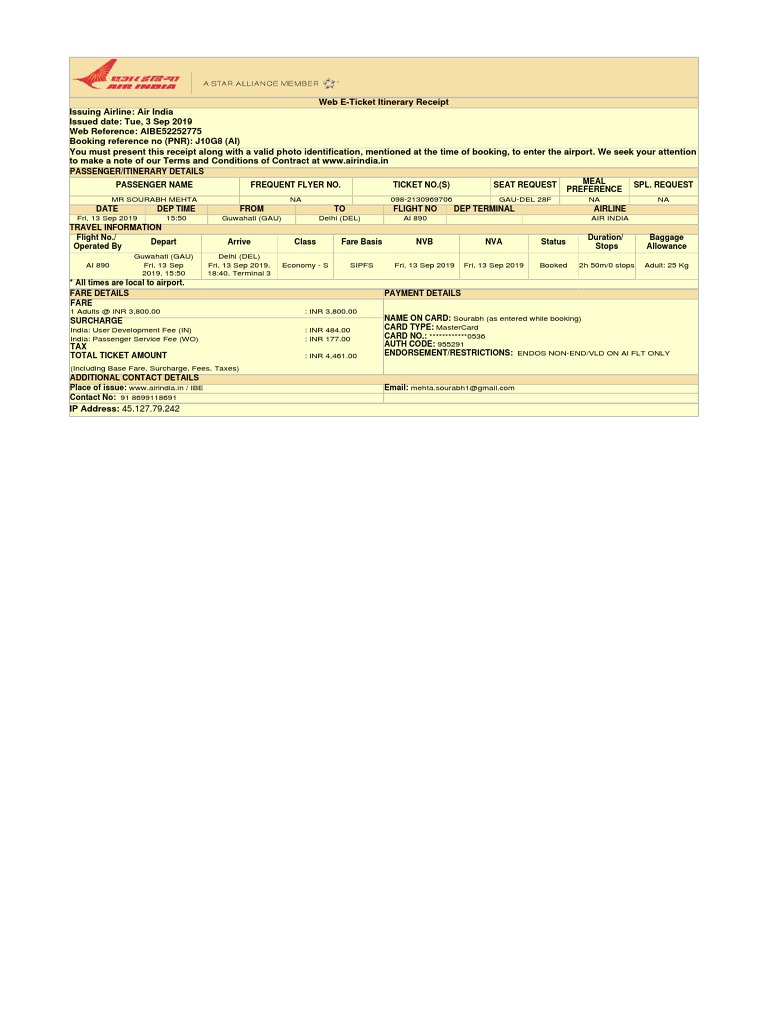 एअर इंडिया
AIR INDIA
A STAR ALLIANCE MEMBER
Web E-Ticket Itinerary Receipt
Issuing Airline: Air India
Issued date: Tue, 3 Sep 2019
Web Reference: AIBE52252775
Booking reference no (PNR): J10G8 (AI)
You must present this receipt along with a valid photo identification, mentioned at the time of booking, to enter the airport. We seek your attention
to make a note of our Terms and Conditions of Contract at www.airindia.in
PASSENGER/ITINERARY DETAILS
PASSENGER NAME FREQUENT FLYER NO. TICKET NO.(S) SEAT REQUEST MEAL PREFERENCE SPL. REQUEST
MR SOURABH MEHTA NA 098-2130969706 GAU-DEL 28F NA NA
DATE DEP TIME FROM TO FLIGHT NO DEP TERMINAL AIRLINE
Fri, 13 Sep 2019 15:50 Guwahati (GAU) Delhi (DEL) AI 890 AIR INDIA
TRAVEL INFORMATION
Flight No./ Operated By Depart Arrive Class Fare Basis NVB NVA Status Duration/ Stops Baggage Allowance
AI 890 Guwahati (GAU) Fri, 13 Sep 2019, 15:50 Delhi (DEL) Fri, 13 Sep 2019, 18:40, Terminal 3 Economy - S SIPFS Fri, 13 Sep 2019 Fri, 13 Sep 2019 Booked 2h 50m/0 stops Adult: 25 Kg
* All times are local to airport.
FARE DETAILS PAYMENT DETAILS
FARE
1 Adults @ INR 3,800.00 : INR 3,800.00
SURCHARGE
India: User Development Fee (IN) : INR 484.00
India: Passenger Service Fee (WO) : INR 177.00
TAX
TOTAL TICKET AMOUNT : INR 4,461.00
(Including Base Fare, Surcharge, Fees, Taxes)
NAME ON CARD: Sourabh (as entered while booking)
CARD TYPE: MasterCard
CARD NO.: ************0536
AUTH CODE: 955291
ENDORSEMENT/RESTRICTIONS: ENDOS NON-END/VLD ON AI FLT ONLY
ADDITIONAL CONTACT DETAILS
Place of issue: www.airindia.in / IBE Email: mehta.sourabh1@gmail.com
Contact No: 91 8699118691
IP Address: 45.127.79.242